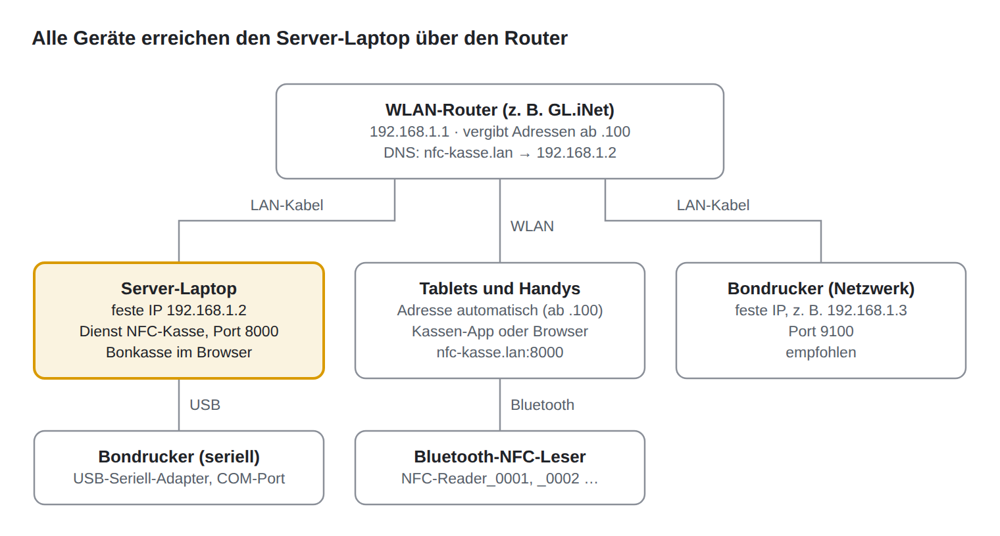 Alle Geräte erreichen den Server-Laptop über den Router
WLAN-Router (z. B. GL.iNet)
192.168.1.1 · vergibt Adressen ab .100
DNS: nfc-kasse.lan → 192.168.1.2
LAN-Kabel
WLAN
LAN-Kabel
Server-Laptop
feste IP 192.168.1.2
Dienst NFC-Kasse, Port 8000
Bonkasse im Browser
Tablets und Handys
Adresse automatisch (ab .100)
Kassen-App oder Browser
nfc-kasse.lan:8000
Bondrucker (Netzwerk)
feste IP, z. B. 192.168.1.3
Port 9100
empfohlen
USB
Bluetooth
Bondrucker (seriell)
USB-Seriell-Adapter, COM-Port
Bluetooth-NFC-Leser
NFC-Reader_0001, _0002 …